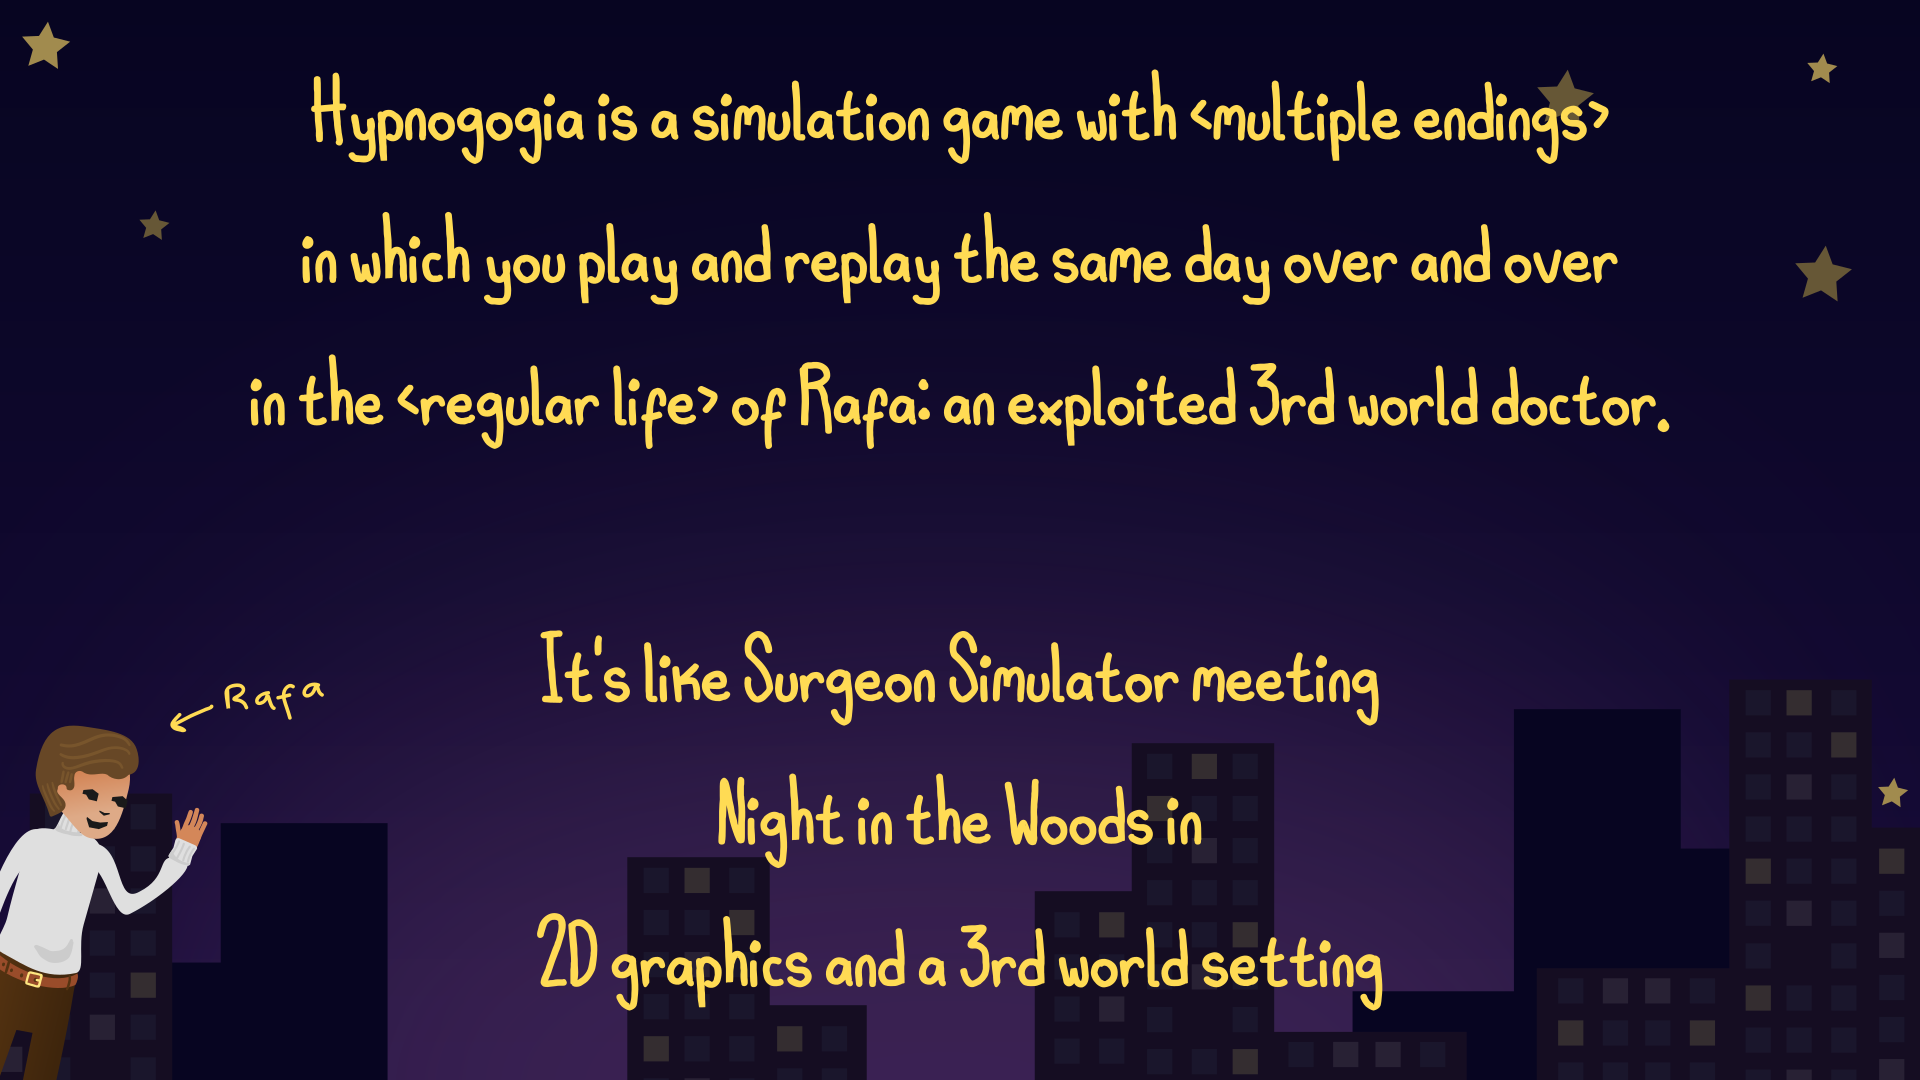 Hypnogogia is a simulation game with <multiple endings>
in which you play and replay the same day over and over
in the <regular life> of Rafa: an exploited 3rd world doctor.
It's like Surgeon Simulator meeting
Rafa
Night in the Woods in
2D graphics and a 3rd world setting